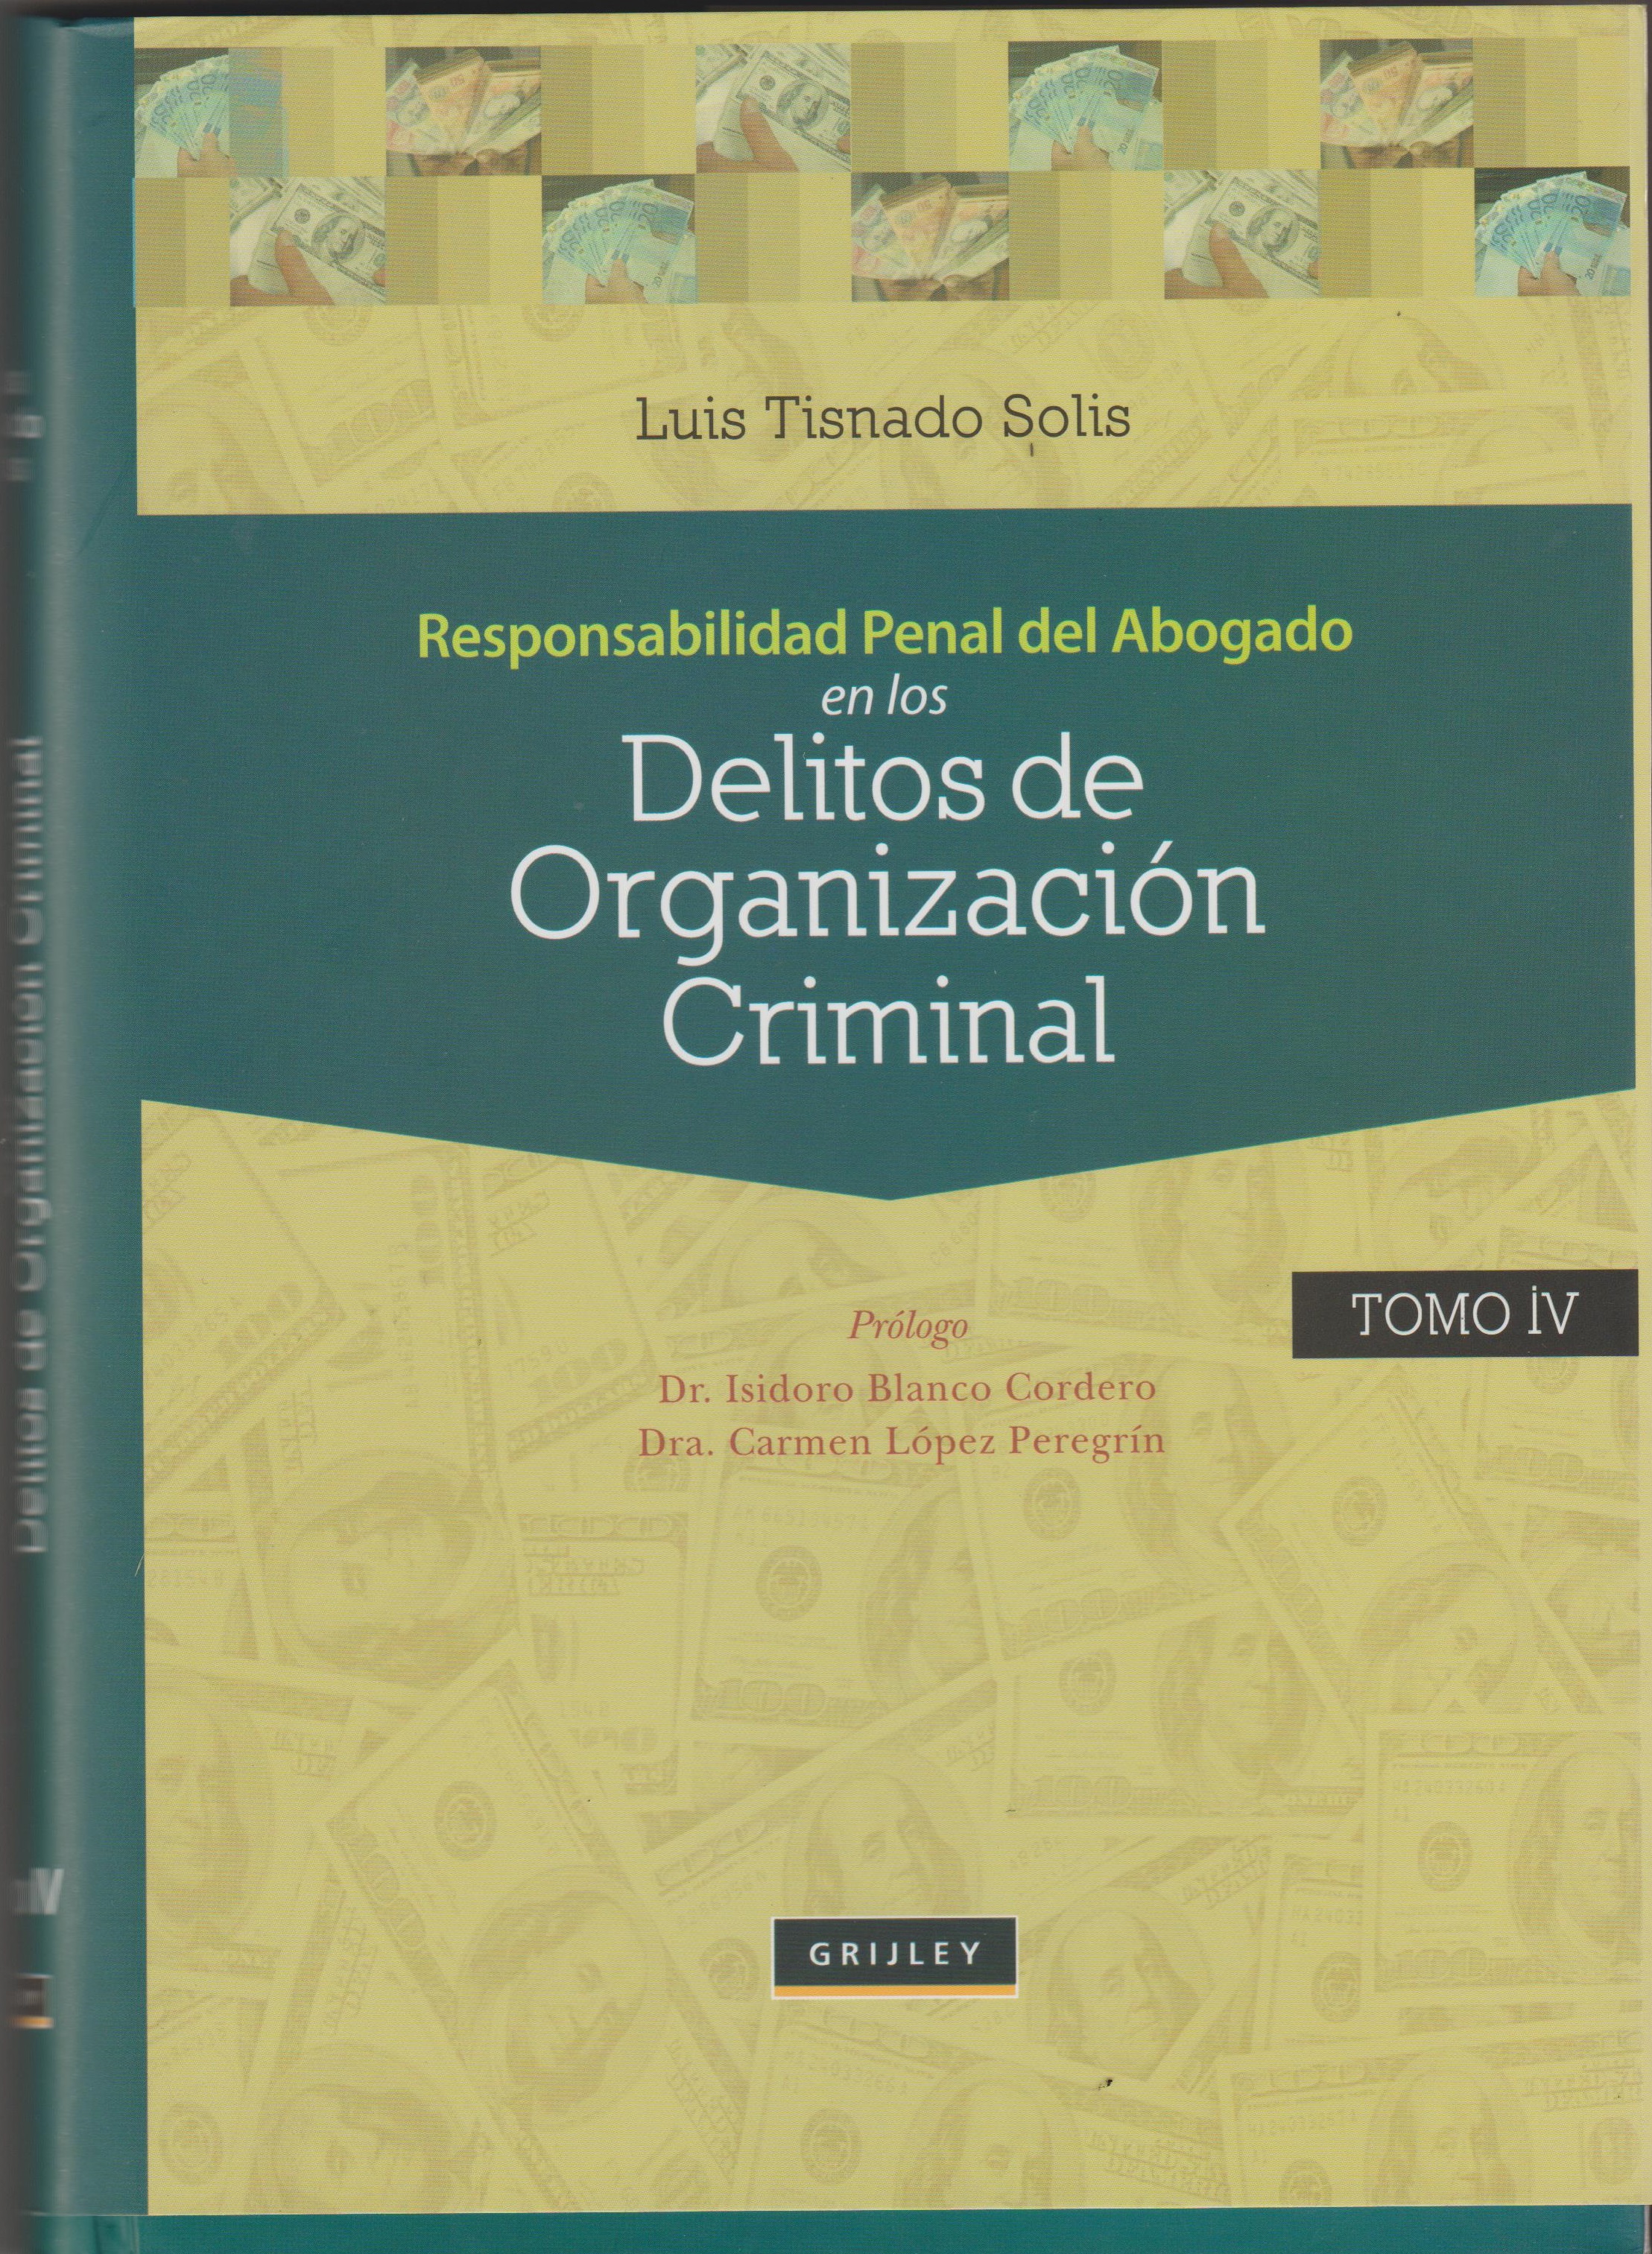 Luis Tisnado Solis
Responsabilidad Penal del Abogado
en los
Delitos de
Organización
Criminal
TOMO IV
Prólogo
Dr. Isidoro Blanco Cordero
Dra. Carmen López Peregrín
GRIJLEY
Delitos de Organización Criminal